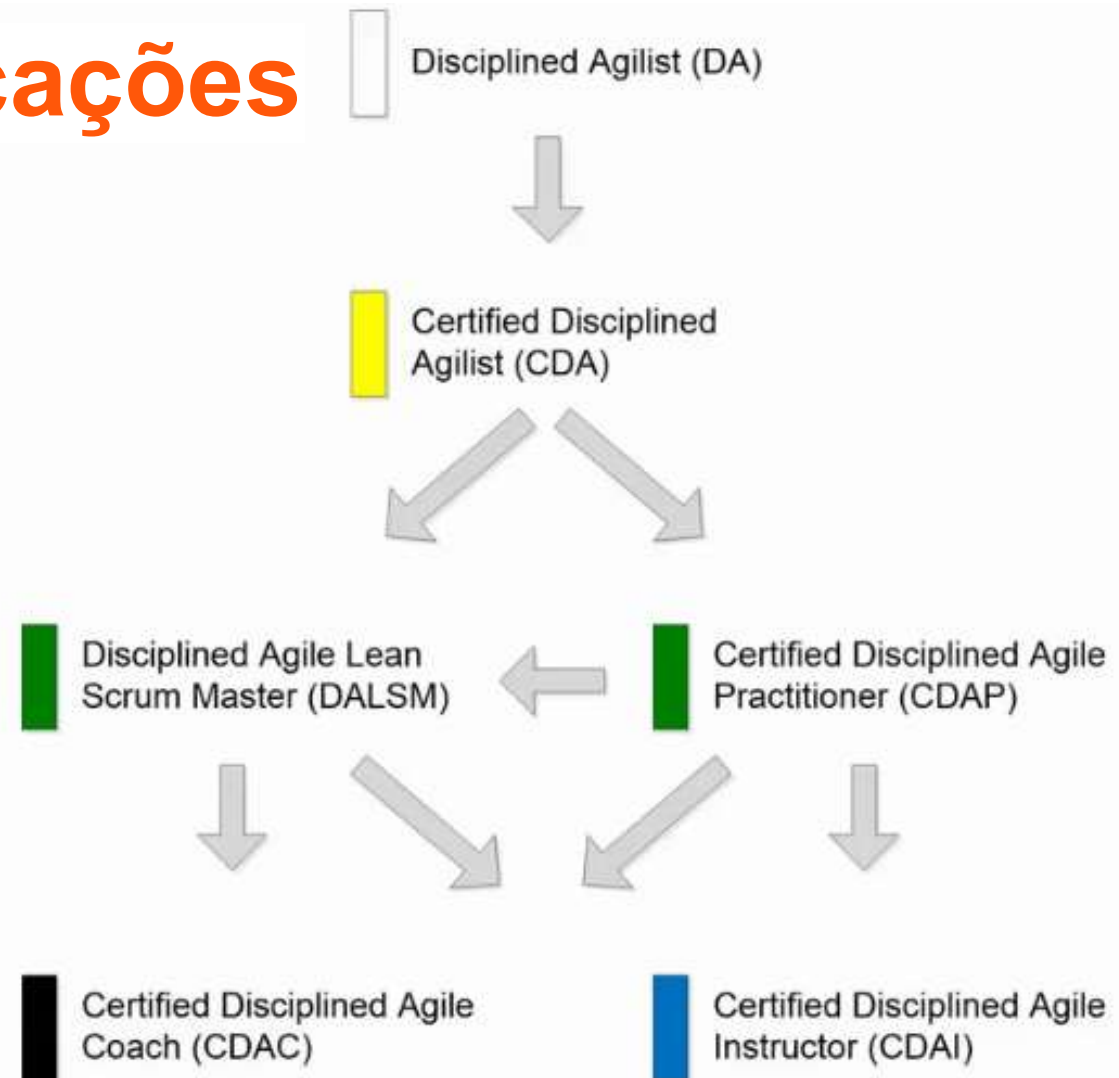 cações
Disciplined Agilist (DA)
Certified Disciplined
Agilist (CDA)
Disciplined Agile Lean
Scrum Master (DALSM)
Certified Disciplined Agile
Practitioner (CDAP)
Certified Disciplined Agile
Coach (CDAC)
Certified Disciplined Agile
Instructor (CDAI)